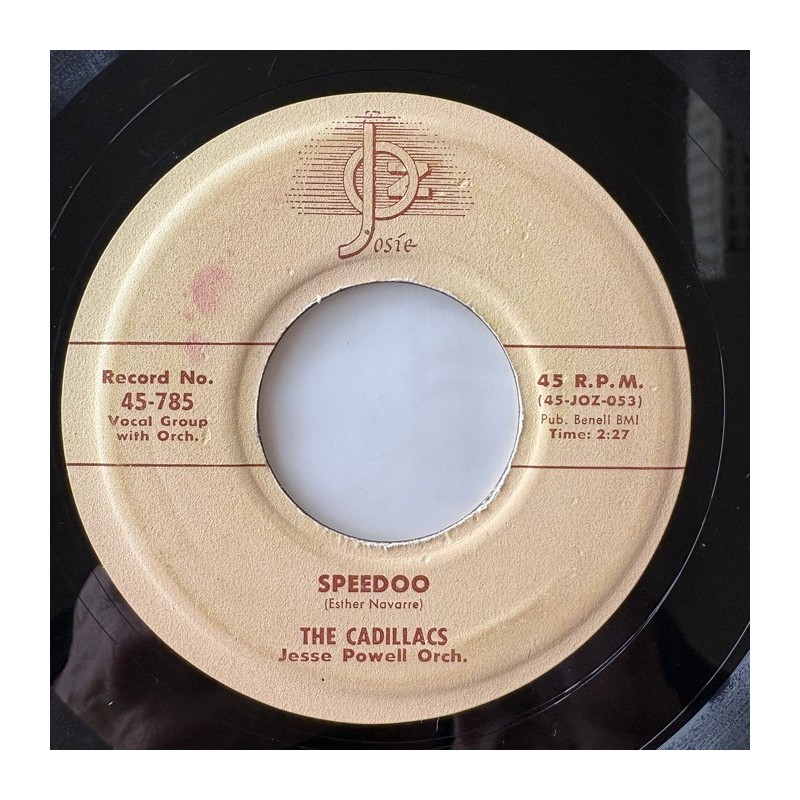 JOZ
Josie
Record No.
45-785
Vocal Group
with Orch.
45 R.P.M.
(45-JOZ-053)
Pub. Benell BMI
Time: 2:27
SPEEDOO
(Esther Navarre)
THE CADILLACS
Jesse Powell Orch.